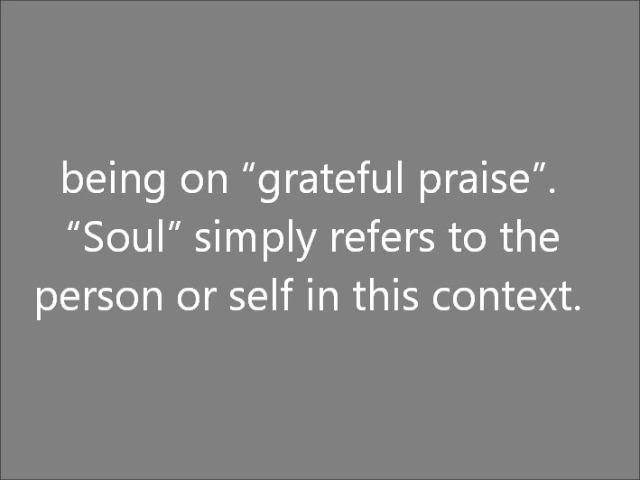 being on “grateful praise”.
“Soul” simply refers to the
person or self in this context.